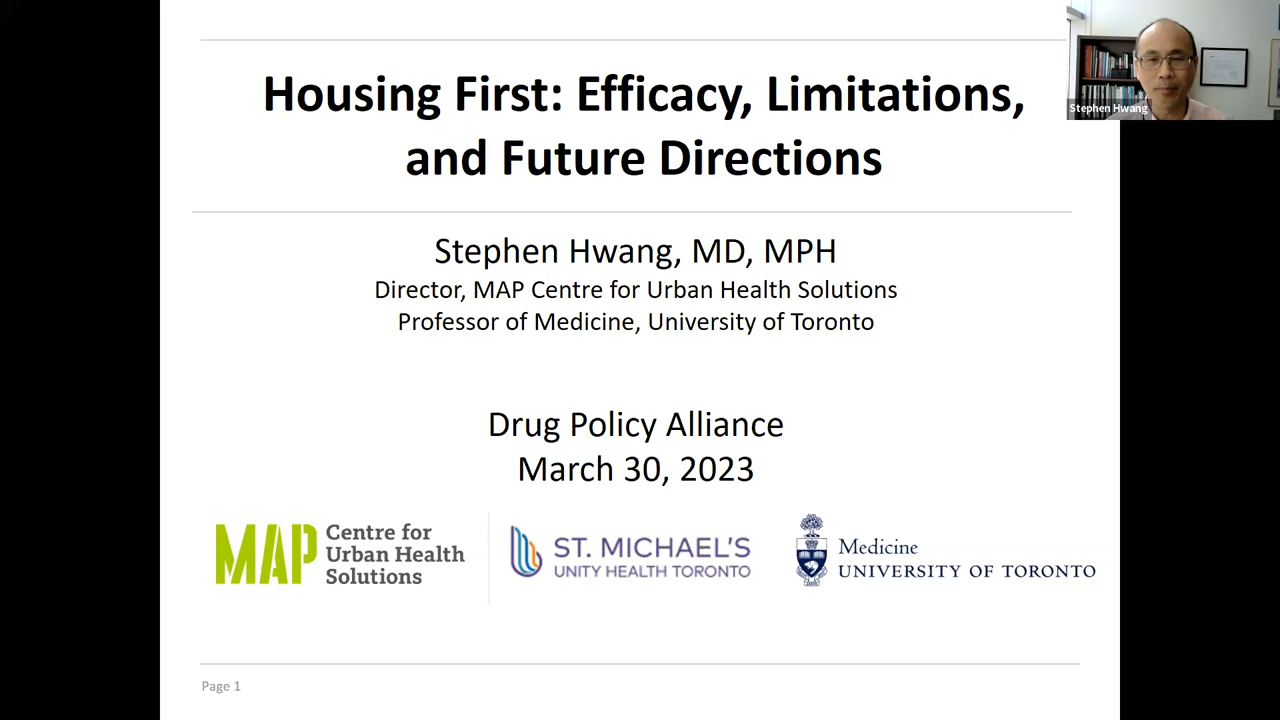 Housing First: Efficacy, Limitations,
and Future Directions
Stephen Hwang
Stephen Hwang, MD, MPH
Director, MAP Centre for Urban Health Solutions
Professor of Medicine, University of Toronto
Drug Policy Alliance
March 30, 2023
MAP
Centre for
Urban Health
Solutions
ST. MICHAEL'S
UNITY HEALTH TORONTO
Medicine
UNIVERSITY OF TORONTO
Page 1